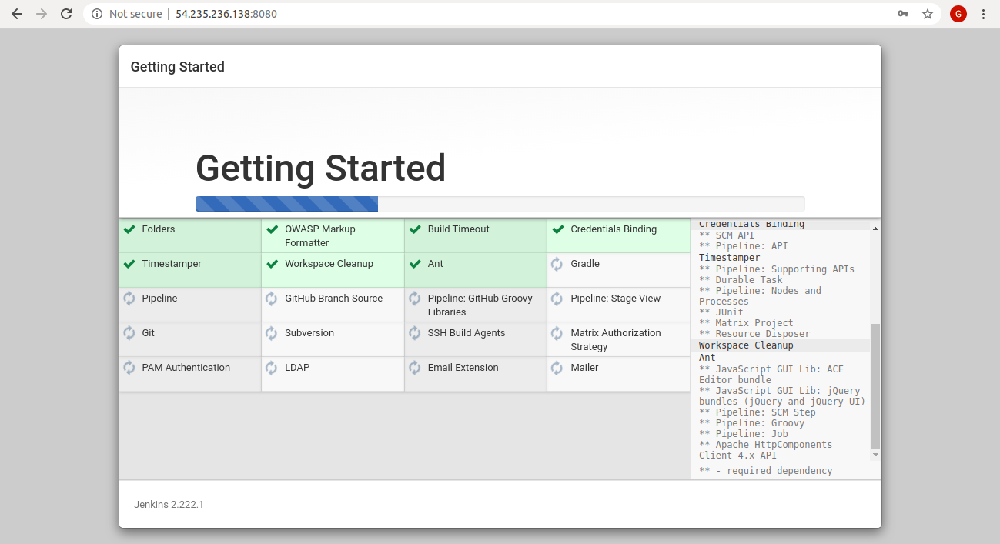 Not secure 54.235.236.138:8080
G
Getting Started
Getting Started
Folders
OWASP Markup
Formatter
Build Timeout
Credentials Binding
Timestamper
Workspace Cleanup
Ant
Gradle
Pipeline
GitHub Branch Source
Pipeline: GitHub Groovy
Libraries
Pipeline: Stage View
Git
Subversion
SSH Build Agents
Matrix Authorization
Strategy
PAM Authentication
LDAP
Email Extension
Mailer
Credentials Binding
** SCM API
** Pipeline: API
Timestamper
** Pipeline: Supporting APIs
** Durable Task
** Pipeline: Nodes and
Processes
** JUnit
** Matrix Project
** Resource Disposer
Workspace Cleanup
Ant
** JavaScript GUI Lib: ACE
Editor bundle
** JavaScript GUI Lib: jQuery
bundles (jQuery and jQuery UI)
** Pipeline: SCM Step
** Pipeline: Groovy
** Pipeline: Job
** Apache HttpComponents
Client 4.x API
** - required dependency
Jenkins 2.222.1